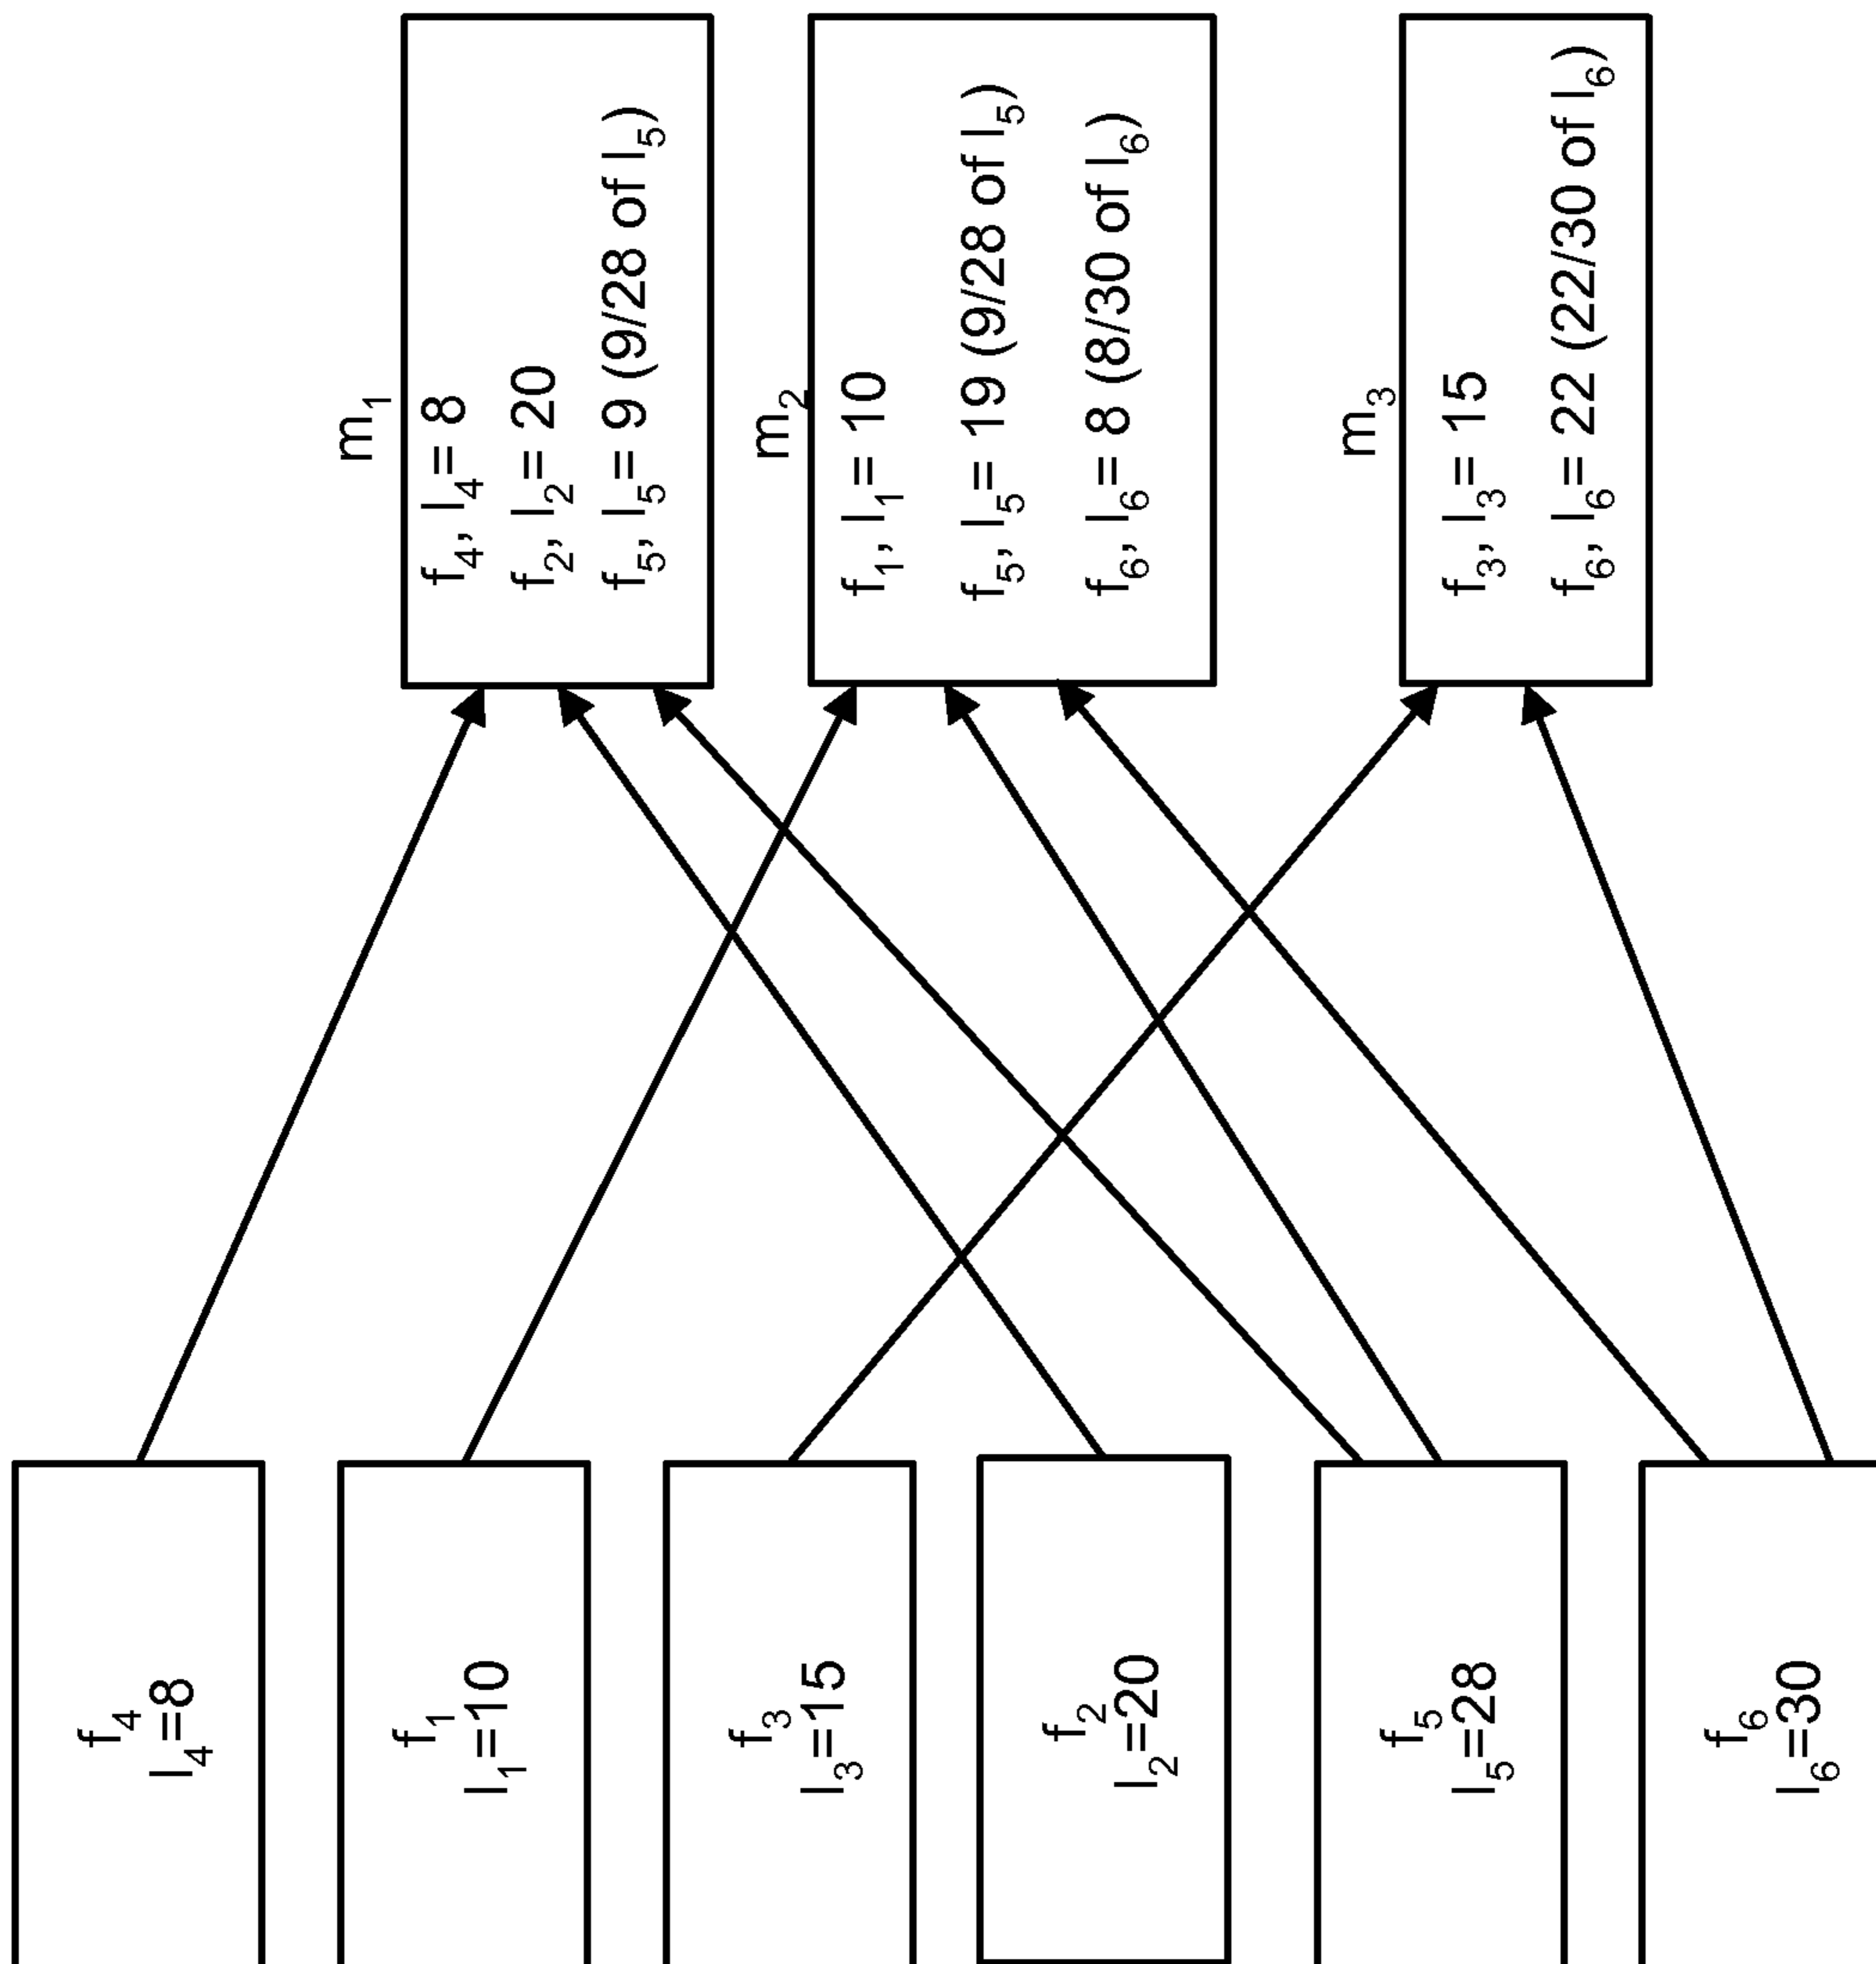 m₁
f₄, l₄= 8
f₂, l₂= 20
f₅, l₅= 9 (9/28 of l₅)
m₂
f₁, l₁= 10
f₅, l₅= 19 (9/28 of l₅)
f₆, l₆= 8 (8/30 of l₆)
m₃
f₃, l₃= 15
f₆, l₆= 22 (22/30 of l₆)
f₄
l₄=8
f₁
l₁=10
f₃
l₃=15
f₂
l₂=20
f₅
l₅=28
f₆
l₆=30